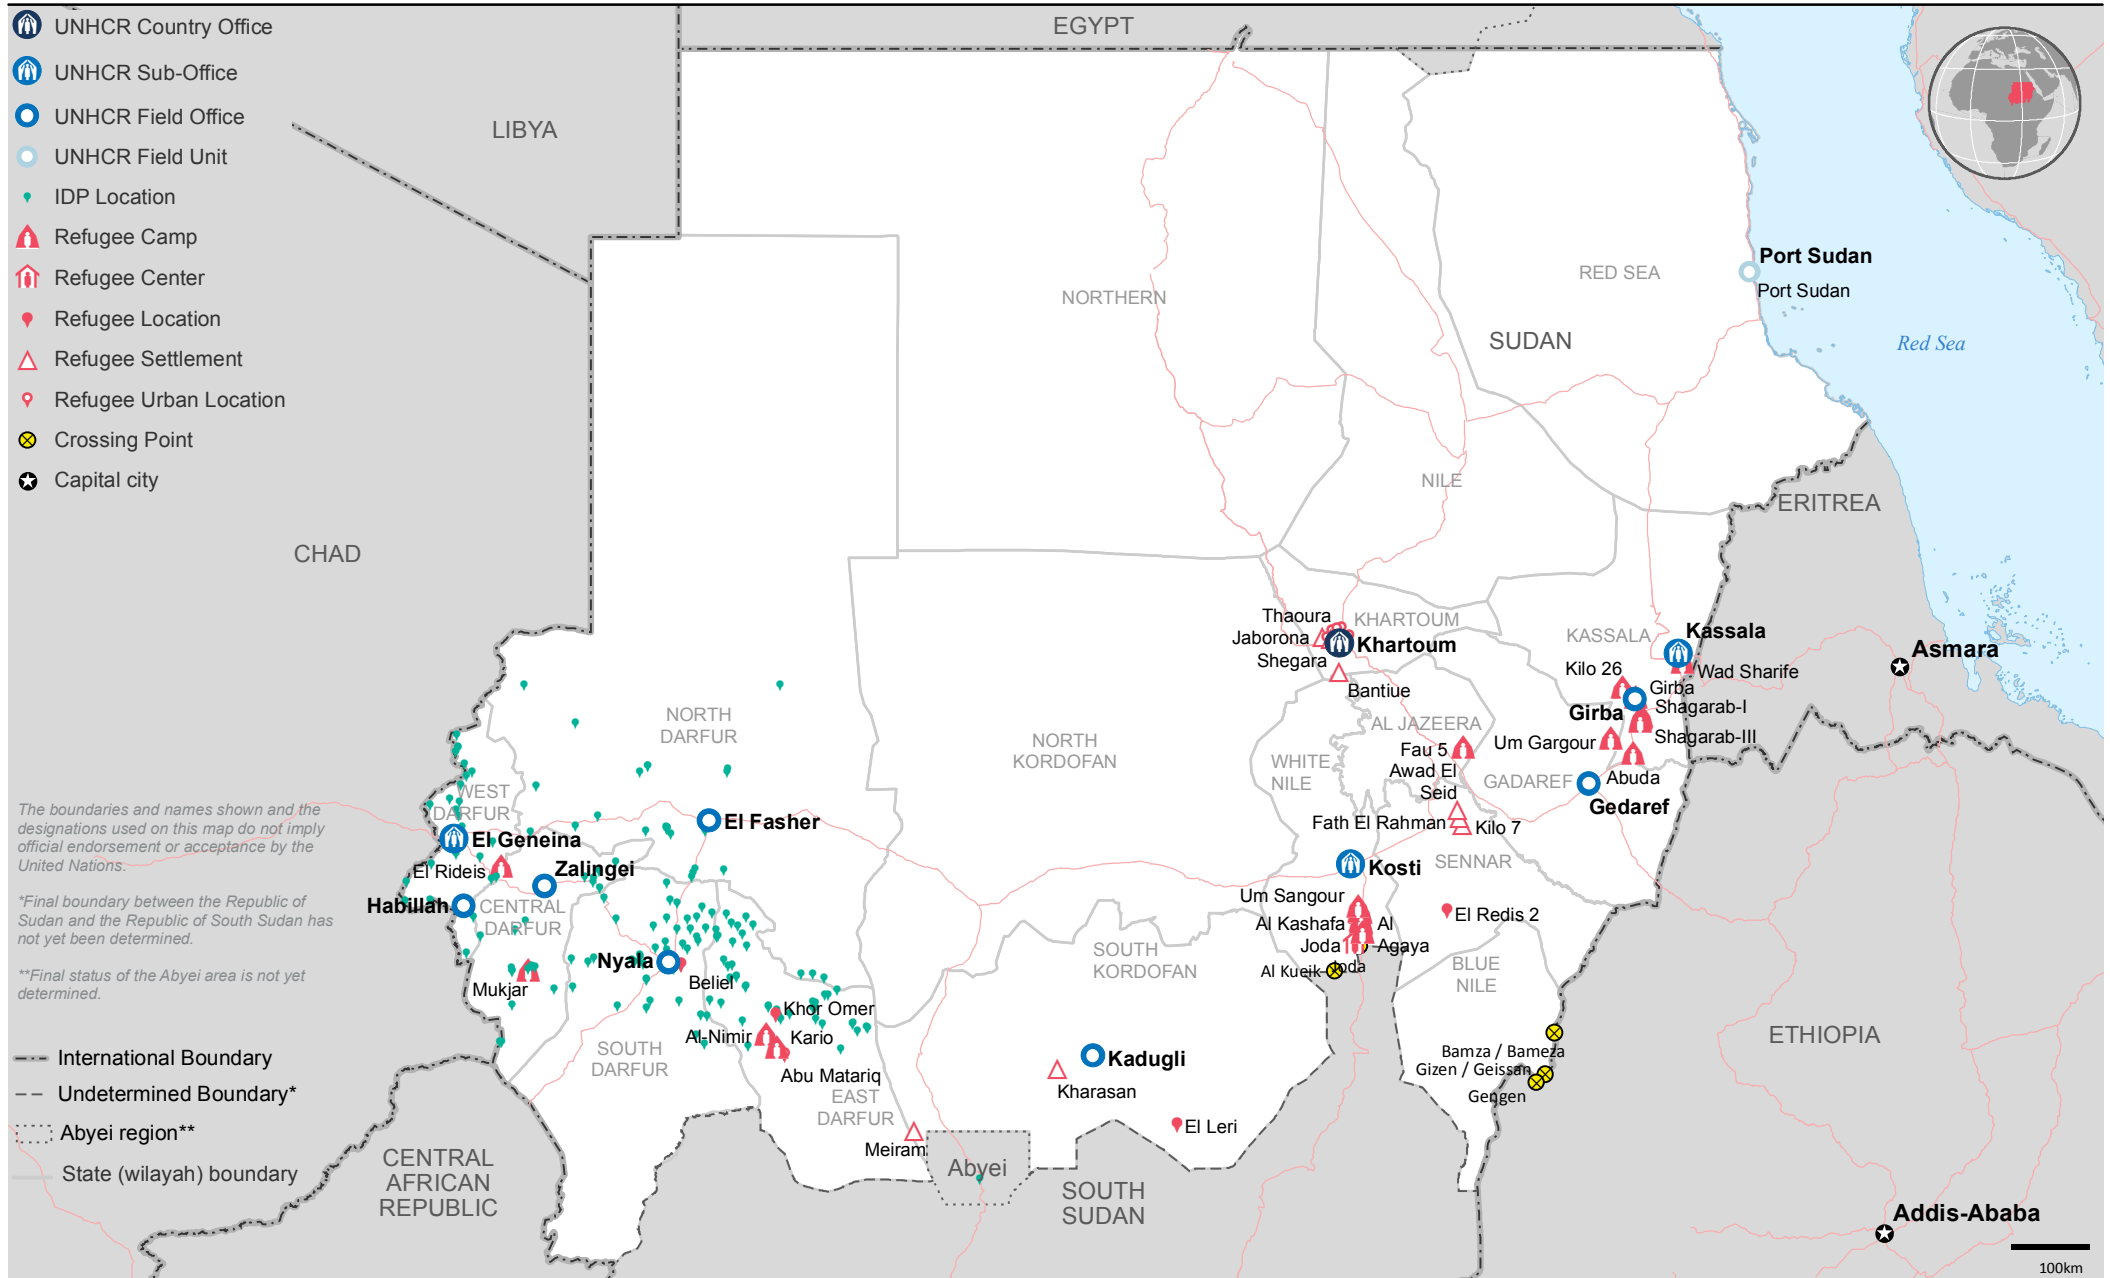 UNHCR Country Office
UNHCR Sub-Office
UNHCR Field Office
UNHCR Field Unit
IDP Location
Refugee Camp
Refugee Center
Refugee Location
Refugee Settlement
Refugee Urban Location
Crossing Point
Capital city
EGYPT
LIBYA
CHAD
Port Sudan
Port Sudan
RED SEA
NORTHERN
SUDAN
Red Sea
NILE
ERITREA
Thaoura
KHARTOUM
Jaborona
Khartoum
Shegara
Bantiue
KASSALA
Kassala
Wad Sharife
Kilo 26
Girba
Girba
Shagarab-I
Shagarab-III
Um Gargour
Asmara
NORTH
DARFUR
NORTH
KORDOFAN
AL JAZEERA
Fau 5
WHITE
NILE
Awad El
Seid
GADAREF
Abuda
Gedaref
Fath El Rahman
Kilo 7
SENNAR
WEST
DARFUR
El Geneina
El Fasher
El Rideis
Zalingei
Habillah
CENTRAL
DARFUR
Kosti
Um Sangour
Al Kashafa
Al
Joda
Agaya
Al Kueik
Joda
El Redis 2
BLUE
NILE
SOUTH
KORDOFAN
Nyala
Beliel
Mukjar
Khor Omer
Al-Nimir
Kario
Abu Matariq
SOUTH
DARFUR
EAST
DARFUR
Meiram
Kadugli
Kharasan
El Leri
Bamza / Bameza
Gizen / Geissan
Gengen
ETHIOPIA
Abyei
SOUTH
SUDAN
CENTRAL
AFRICAN
REPUBLIC
Addis-Ababa
100km
The boundaries and names shown and the
designations used on this map do not imply
official endorsement or acceptance by the
United Nations.
*Final boundary between the Republic of
Sudan and the Republic of South Sudan has
not yet been determined.
**Final status of the Abyei area is not yet
determined.
International Boundary
Undetermined Boundary*
Abyei region**
State (wilayah) boundary